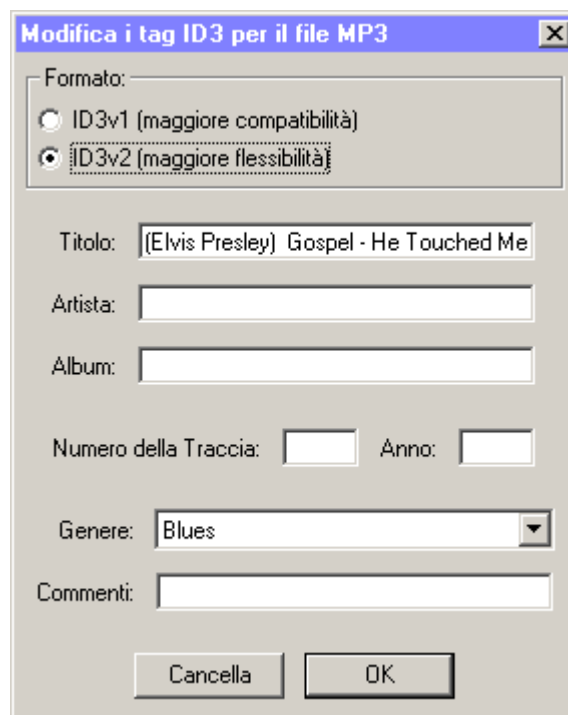 Modifica i tag ID3 per il file MP3
Formato:
ID3v1 (maggiore compatibilità)
ID3v2 (maggiore flessibilità)
Titolo: (Elvis Presley)  Gospel - He Touched Me
Artista:
Album:
Numero della Traccia: Anno:
Genere: Blues
Commenti:
Cancella OK